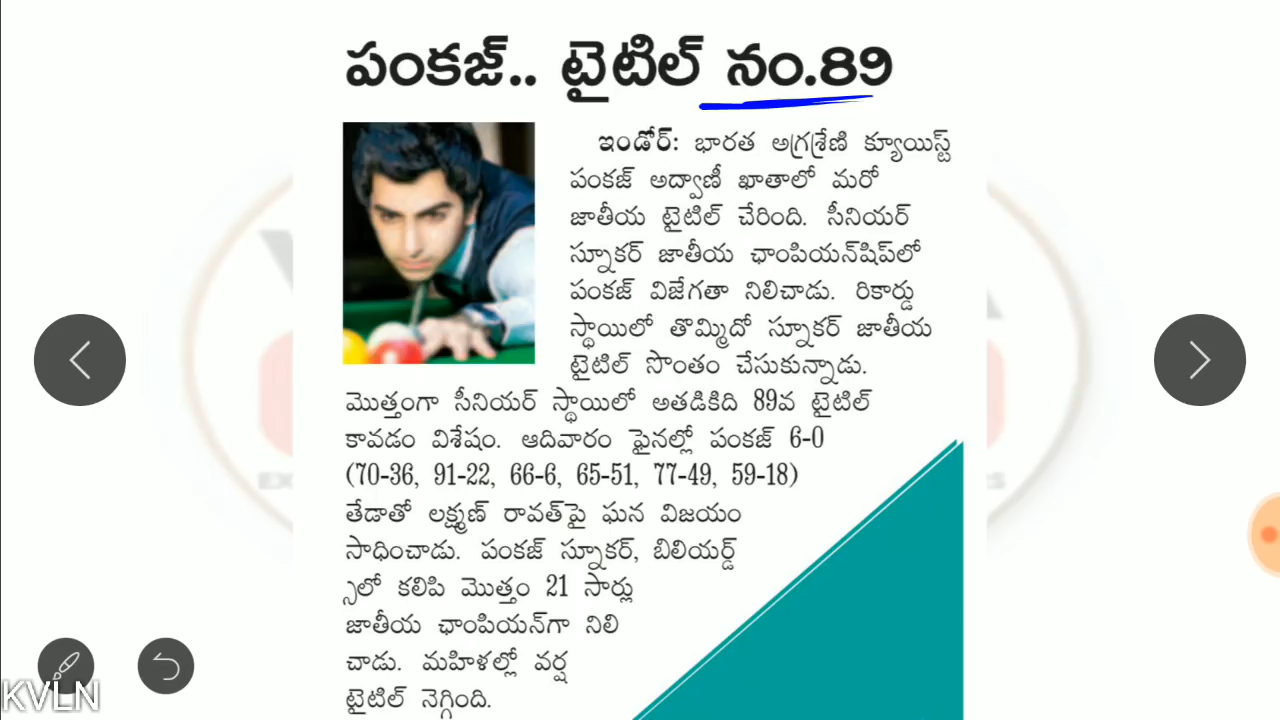 పంకజ్.. టైటిల్ నం.89
ఇండోర్: భారత అగ్రశ్రేణి క్యూయిస్ట్
పంకజ్ అద్వాణీ ఖాతాలో మరో
జాతీయ టైటిల్ చేరింది. సీనియర్
స్నూకర్ జాతీయ ఛాంపియన్‌షిప్‌లో
పంకజ్ విజేగతా నిలిచాడు. రికార్డు
స్థాయిలో తొమ్మిదో స్నూకర్ జాతీయ
టైటిల్ సొంతం చేసుకున్నాడు.
మొత్తంగా సీనియర్ స్థాయిలో అతడికిది 89వ టైటిల్
కావడం విశేషం. ఆదివారం ఫైనల్లో పంకజ్ 6-0
(70-36, 91-22, 66-6, 65-51, 77-49, 59-18)
తేడాతో లక్ష్మణ్ రావత్‌పై ఘన విజయం
సాధించాడు. పంకజ్ స్నూకర్, బిలియర్డ్
్సలో కలిపి మొత్తం 21 సార్లు
జాతీయ ఛాంపియన్‌గా నిలి
చాడు. మహిళల్లో వర్ష
టైటిల్ నెగ్గింది.
KVLN